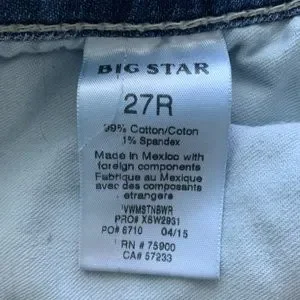 BIG STAR
27R
99% Cotton/Coton
1% Spandex
Made in Mexico with
foreign components
Fabrique au Mexique
avec des composants
etrangers
VWMSTNBWR
PRO# XSW2931
PO# 6710 04/15
RN # 75900
CA# 57233